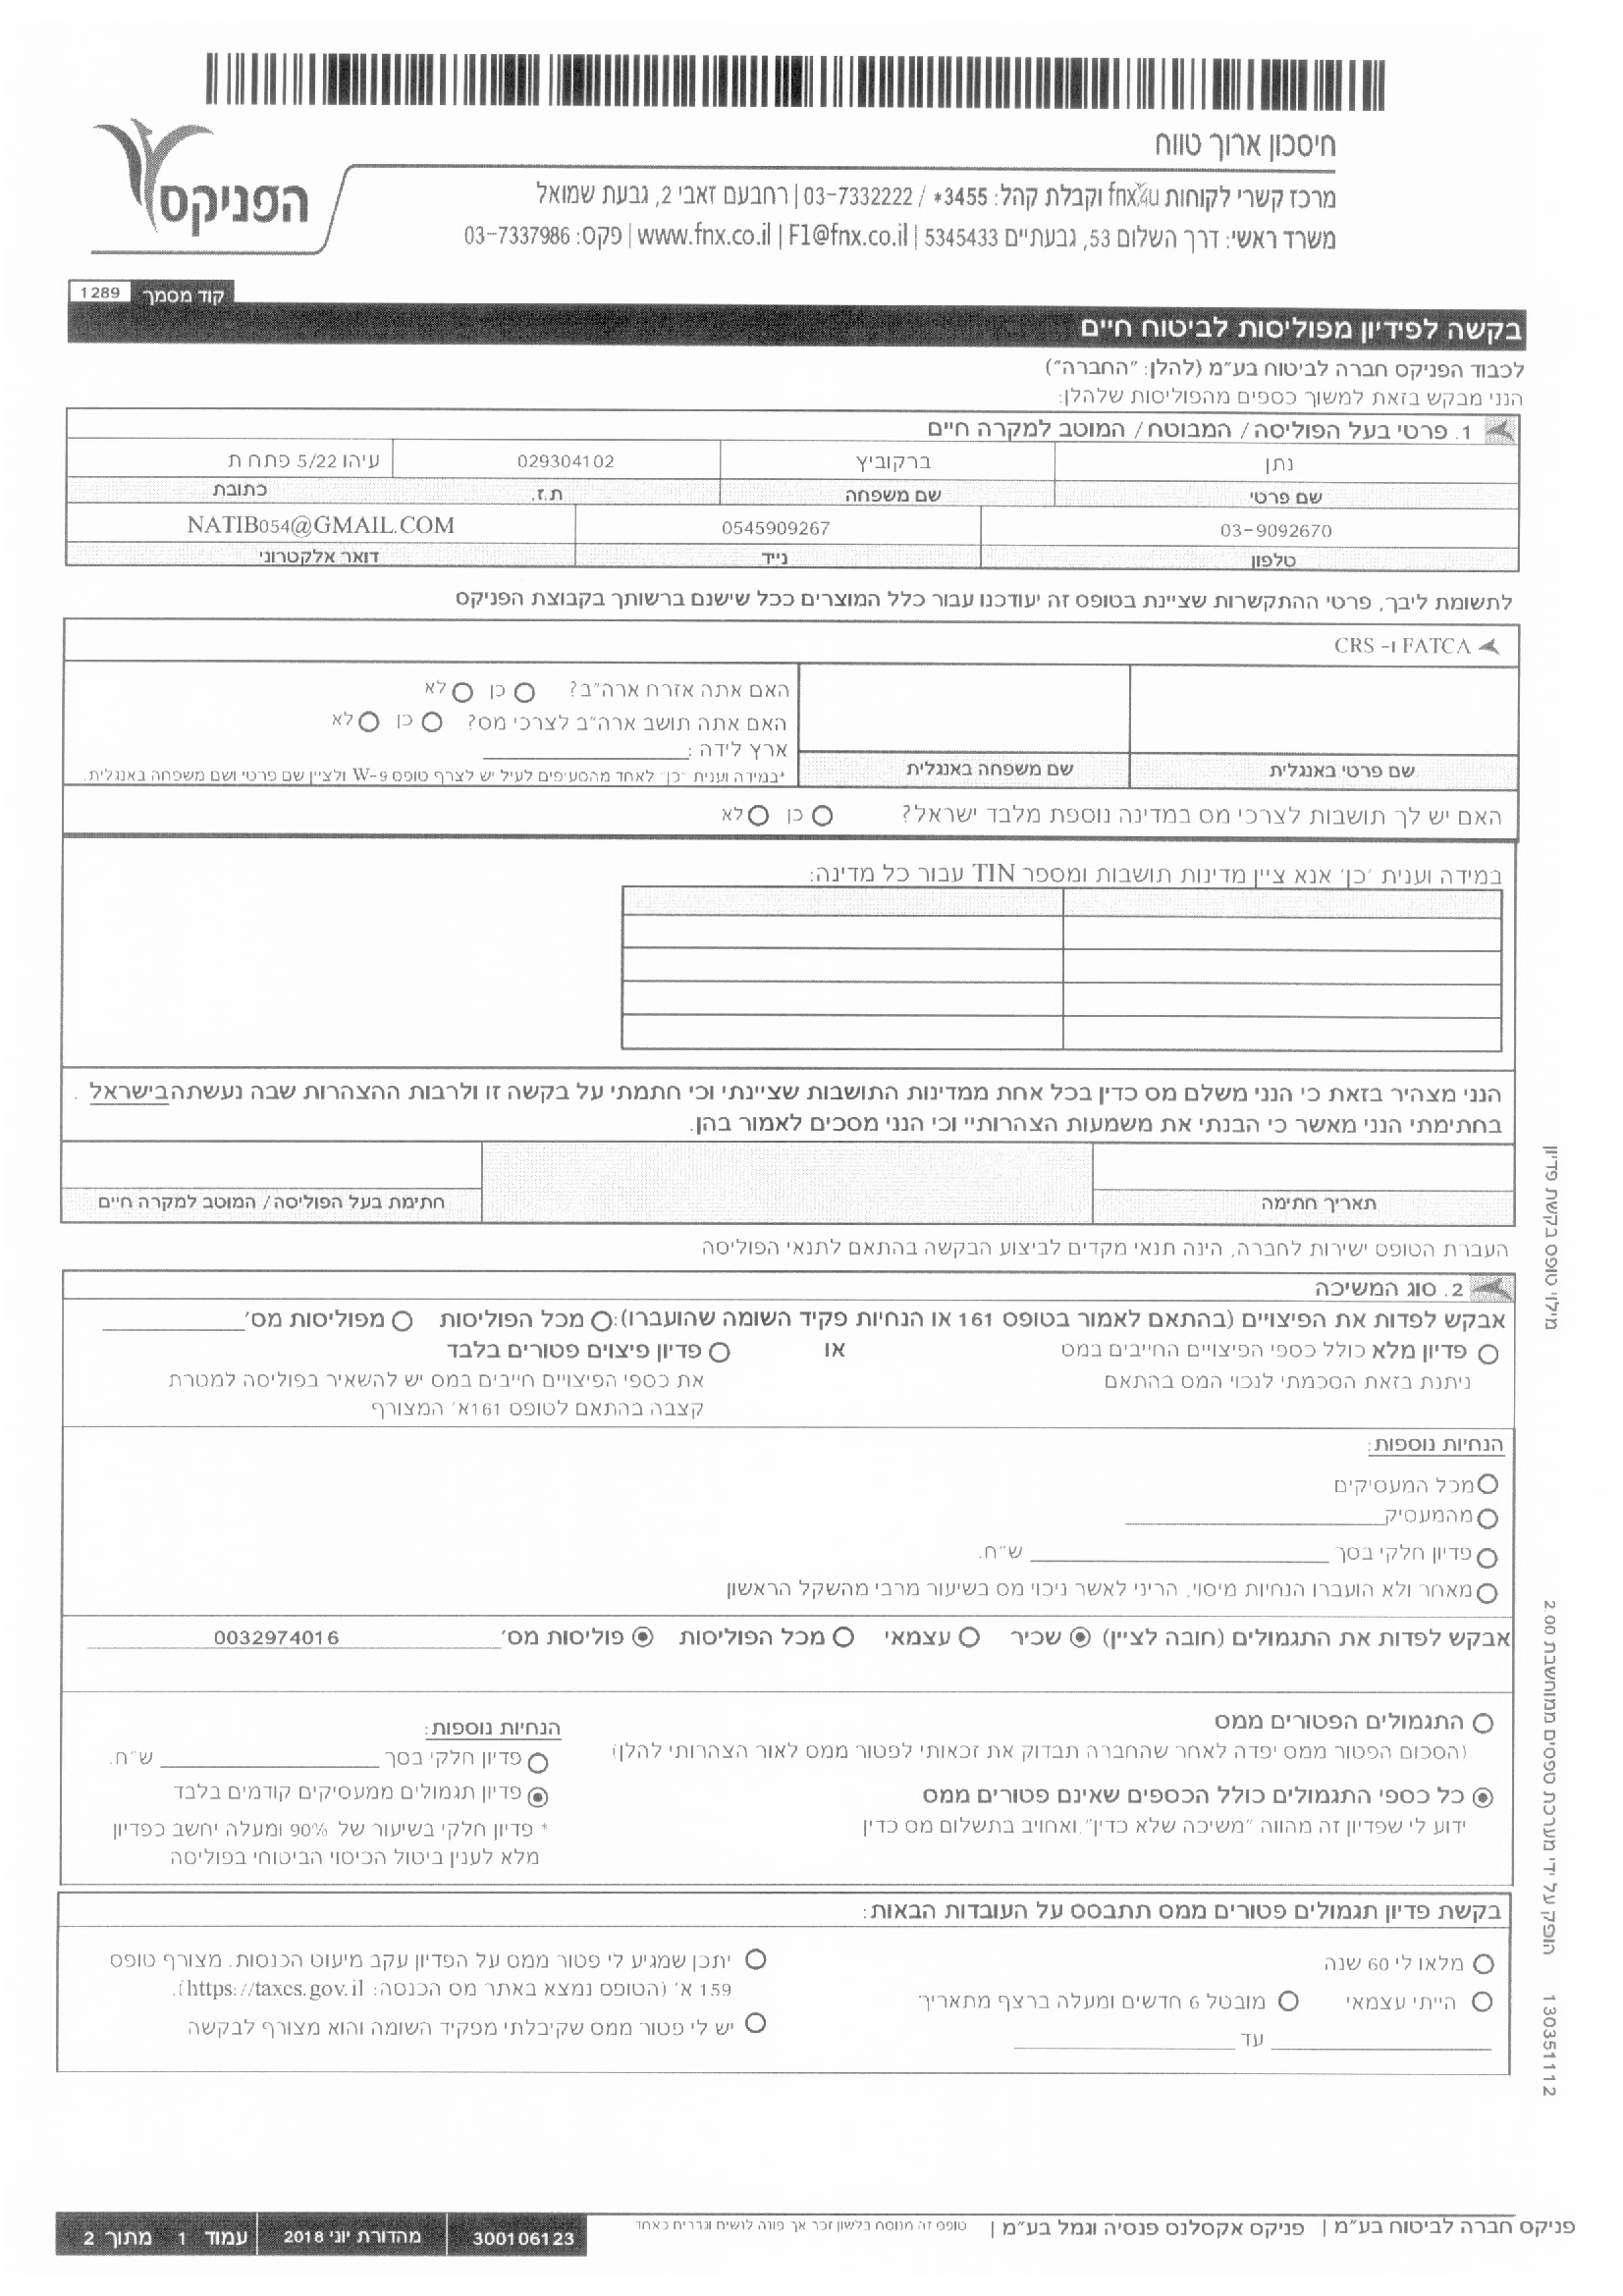 חיסכון ארוך טווח
הפניקס
מרכז קשרי לקוחות fnx4u וקבלת קהל: 3455* / 03-7332222 | רחבעם זאבי 2, גבעת שמואל
משרד ראשי: דרך השלום 53, גבעתיים 5345433 | www.fnx.co.il | F1@fnx.co.il | פקס: 03-7337986
קוד מסמך 1289
בקשה לפידיון מפוליסות לביטוח חיים
לכבוד הפניקס חברה לביטוח בע"מ (להלן: "החברה")
הנני מבקש בזאת למשוך כספים מהפוליסות שלהלן:
1. פרטי בעל הפוליסה / המבוטח / המוטב למקרה חיים
נתן ברקוביץ 029304102 עיהו 5/22 פתח ת
שם פרטי שם משפחה ת.ז. כתובת
03-9092670 0545909267 NATIB054@GMAIL.COM
טלפון נייד דואר אלקטרוני
לתשומת ליבך, פרטי ההתקשרות שציינת בטופס זה יעודכנו עבור כלל המוצרים ככל שישנם ברשותך בקבוצת הפניקס
FATCA ו- CRS
האם אתה אזרח ארה"ב? כן לא
האם אתה תושב ארה"ב לצרכי מס? כן לא
ארץ לידה :
שם פרטי באנגלית שם משפחה באנגלית
*במידה וענית 'כן' לאחד מהסעיפים לעיל יש לצרף טופס W-9 ולציין שם פרטי ושם משפחה באנגלית.
האם יש לך תושבות לצרכי מס במדינה נוספת מלבד ישראל? כן לא
במידה וענית 'כן' אנא ציין מדינות תושבות ומספר TIN עבור כל מדינה:
הנני מצהיר בזאת כי הנני משלם מס כדין בכל אחת ממדינות התושבות שציינתי וכי חתמתי על בקשה זו ולרבות ההצהרות שבה נעשתה בישראל .
בחתימתי הנני מאשר כי הבנתי את משמעות הצהרותיי וכי הנני מסכים לאמור בהן.
תאריך חתימה חתימת בעל הפוליסה / המוטב למקרה חיים
העברת הטופס ישירות לחברה, הינה תנאי מקדים לביצוע הבקשה בהתאם לתנאי הפוליסה
2. סוג המשיכה
אבקש לפדות את הפיצויים (בהתאם לאמור בטופס 161 או הנחיות פקיד השומה שהועברו): מכל הפוליסות מפוליסות מס'
פדיון מלא כולל כספי הפיצויים החייבים במס או פדיון פיצוים פטורים בלבד
ניתנת בזאת הסכמתי לנכוי המס בהתאם את כספי הפיצויים חייבים במס יש להשאיר בפוליסה למטרת
קצבה בהתאם לטופס 161א' המצורף
הנחיות נוספות:
מכל המעסיקים
מהמעסיק
פדיון חלקי בסך ש"ח.
מאחר ולא הועברו הנחיות מיסוי, הריני לאשר ניכוי מס בשיעור מרבי מהשקל הראשון
אבקש לפדות את התגמולים (חובה לציין) שכיר עצמאי מכל הפוליסות פוליסות מס' 0032974016
התגמולים הפטורים ממס
(הסכום הפטור ממס יפדה לאחר שהחברה תבדוק את זכאותי לפטור ממס לאור הצהרותי להלן)
כל כספי התגמולים כולל הכספים שאינם פטורים ממס
ידוע לי שפדיון זה מהווה "משיכה שלא כדין", ואחויב בתשלום מס כדין
הנחיות נוספות:
פדיון חלקי בסך ש"ח.
פדיון תגמולים ממעסיקים קודמים בלבד
* פדיון חלקי בשיעור של 90% ומעלה יחשב כפדיון
מלא לענין ביטול הכיסוי הביטוחי בפוליסה
בקשת פדיון תגמולים פטורים ממס תתבסס על העובדות הבאות:
מלאו לי 60 שנה
הייתי עצמאי מובטל 6 חדשים ומעלה ברצף מתאריך
עד
יתכן שמגיע לי פטור ממס על הפדיון עקב מיעוט הכנסות. מצורף טופס
159 א' (הטופס נמצא באתר מס הכנסה: https://taxes.gov.il).
יש לי פטור ממס שקיבלתי מפקיד השומה והוא מצורף לבקשה
מילוי טופס בקשת פדיון
הופק על ידי מערכת טפסים ממוחשבת 2.00
130351112
פניקס חברה לביטוח בע"מ | פניקס אקסלנס פנסיה וגמל בע"מ | טופס זה מנוסח בלשון זכר אך פונה לנשים וגברים כאחד
300106123 מהדורת יוני 2018 עמוד 1 מתוך 2